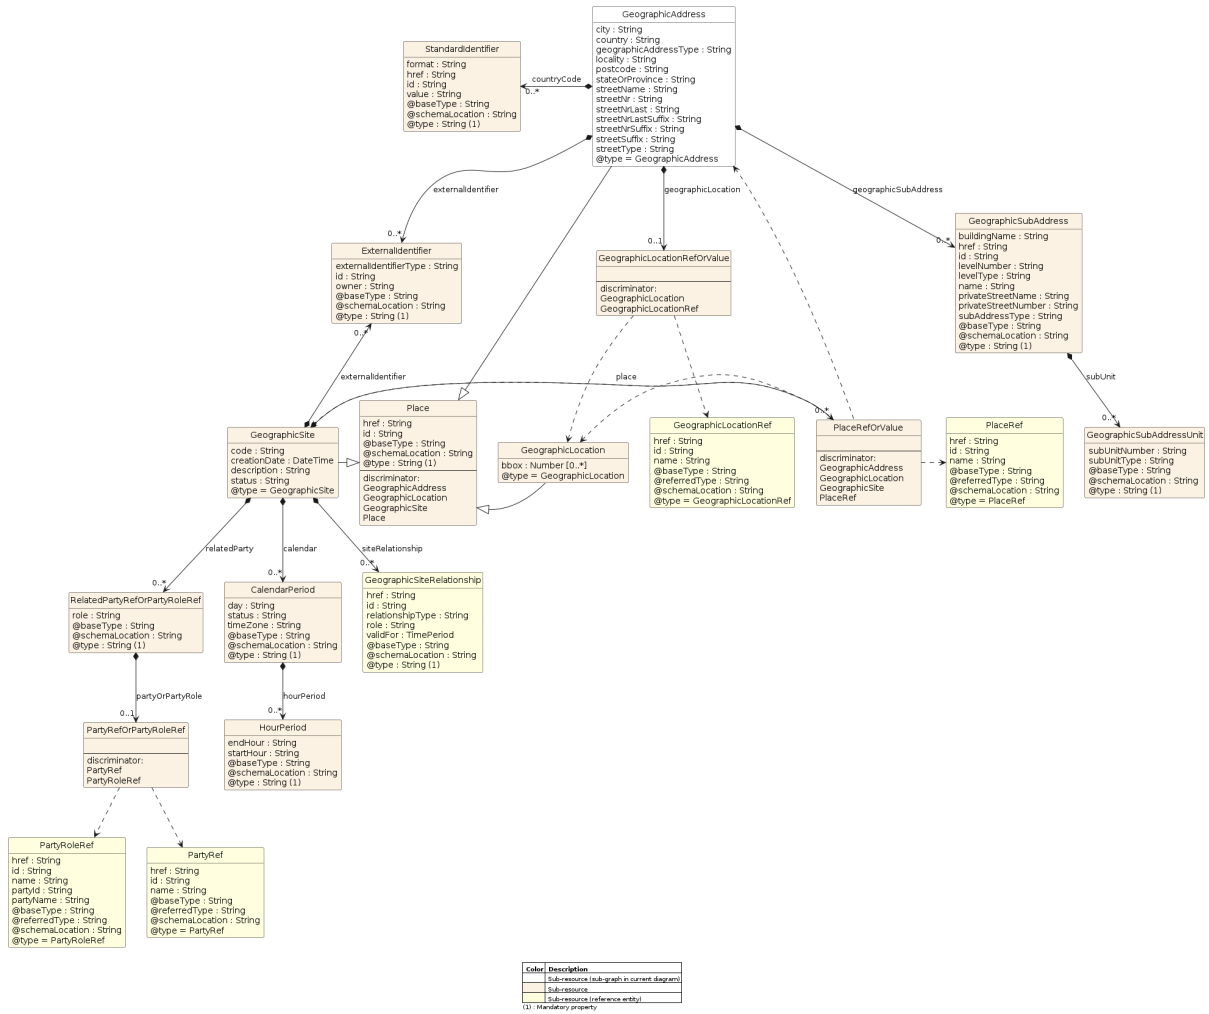 GeographicAddress
city : String
country : String
geographicAddressType : String
locality : String
postcode : String
stateOrProvince : String
streetName : String
streetNr : String
streetNrLast : String
streetNrLastSuffix : String
streetNrSuffix : String
streetSuffix : String
streetType : String
@type = GeographicAddress
StandardIdentifier
format : String
href : String
id : String
value : String
@baseType : String
@schemaLocation : String
@type : String (1)
countryCode
0..*
externalIdentifier
0..*
geographicLocation
0..1
geographicSubAddress
0..*
ExternalIdentifier
externalIdentifierType : String
id : String
owner : String
@baseType : String
@schemaLocation : String
@type : String (1)
0..*
externalIdentifier
GeographicLocationRefOrValue
discriminator:
GeographicLocation
GeographicLocationRef
GeographicSubAddress
buildingName : String
href : String
id : String
levelNumber : String
levelType : String
name : String
privateStreetName : String
privateStreetNumber : String
subAddressType : String
@baseType : String
@schemaLocation : String
@type : String (1)
subUnit
0..*
place
0..*
GeographicSite
code : String
creationDate : DateTime
description : String
status : String
@type = GeographicSite
Place
href : String
id : String
@baseType : String
@schemaLocation : String
@type : String (1)
discriminator:
GeographicAddress
GeographicLocation
GeographicSite
Place
GeographicLocation
bbox : Number [0..*]
@type = GeographicLocation
GeographicLocationRef
href : String
id : String
name : String
@baseType : String
@referredType : String
@schemaLocation : String
@type = GeographicLocationRef
PlaceRefOrValue
discriminator:
GeographicAddress
GeographicLocation
GeographicSite
PlaceRef
PlaceRef
href : String
id : String
name : String
@baseType : String
@referredType : String
@schemaLocation : String
@type = PlaceRef
GeographicSubAddressUnit
subUnitNumber : String
subUnitType : String
@baseType : String
@schemaLocation : String
@type : String (1)
relatedParty
0..*
calendar
0..*
siteRelationship
0..*
RelatedPartyRefOrPartyRoleRef
role : String
@baseType : String
@schemaLocation : String
@type : String (1)
CalendarPeriod
day : String
status : String
timeZone : String
@baseType : String
@schemaLocation : String
@type : String (1)
GeographicSiteRelationship
href : String
id : String
relationshipType : String
role : String
validFor : TimePeriod
@baseType : String
@schemaLocation : String
@type : String (1)
partyOrPartyRole
0..1
hourPeriod
0..*
PartyRefOrPartyRoleRef
discriminator:
PartyRef
PartyRoleRef
HourPeriod
endHour : String
startHour : String
@baseType : String
@schemaLocation : String
@type : String (1)
PartyRoleRef
href : String
id : String
name : String
partyId : String
partyName : String
@baseType : String
@referredType : String
@schemaLocation : String
@type = PartyRoleRef
PartyRef
href : String
id : String
name : String
@baseType : String
@referredType : String
@schemaLocation : String
@type = PartyRef
Color Description
Sub-resource (sub-graph in current diagram)
Sub-resource
Sub-resource (reference entity)
(1) : Mandatory property